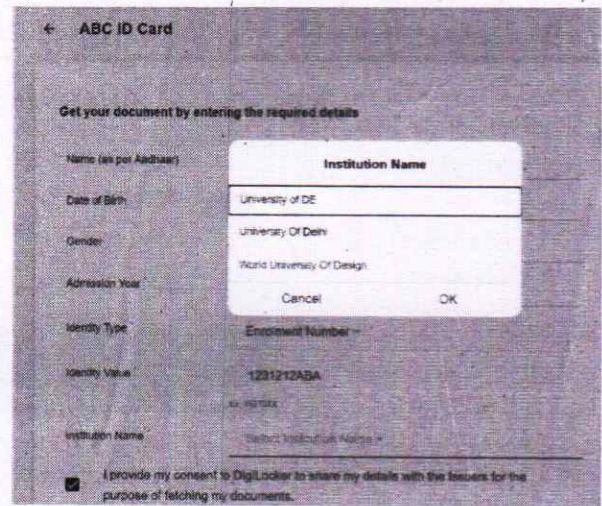 ← ABC ID Card
Get your document by entering the required details
Name (as per Aadhaar)
Institution Name
Date of Birth
University of DE
Gender
University Of Delhi
World University Of Design
Admission Year
Cancel OK
Identity Type Enrolment Number
Identity Value 1231212ABA
Institution Name Select Institution Name
I provide my consent to DigiLocker to share my details with the Issuers for the
purpose of fetching my documents.